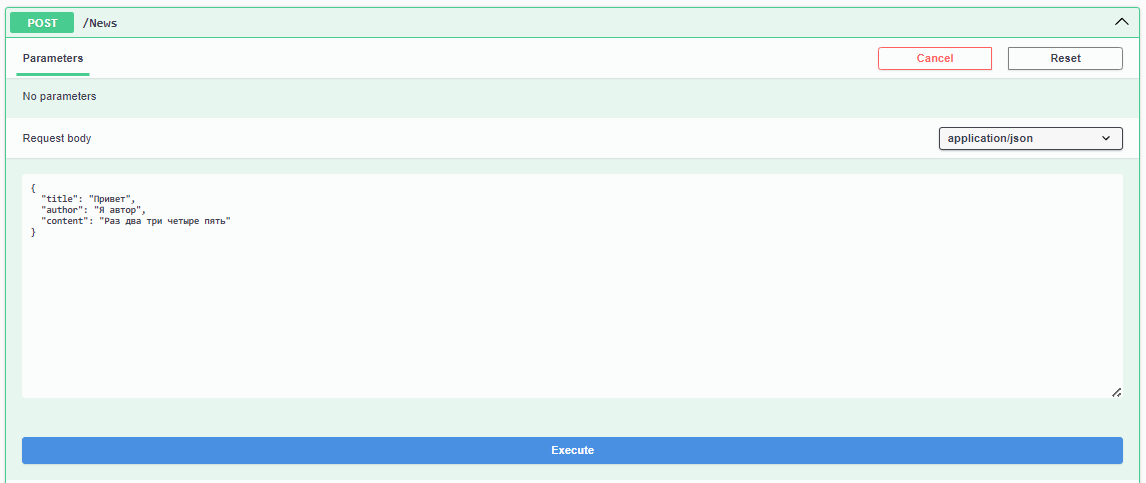 POST /News
Parameters Cancel Reset
No parameters
Request body application/json
{
  "title": "Привет",
  "author": "Я автор",
  "content": "Раз два три четыре пять"
}
Execute